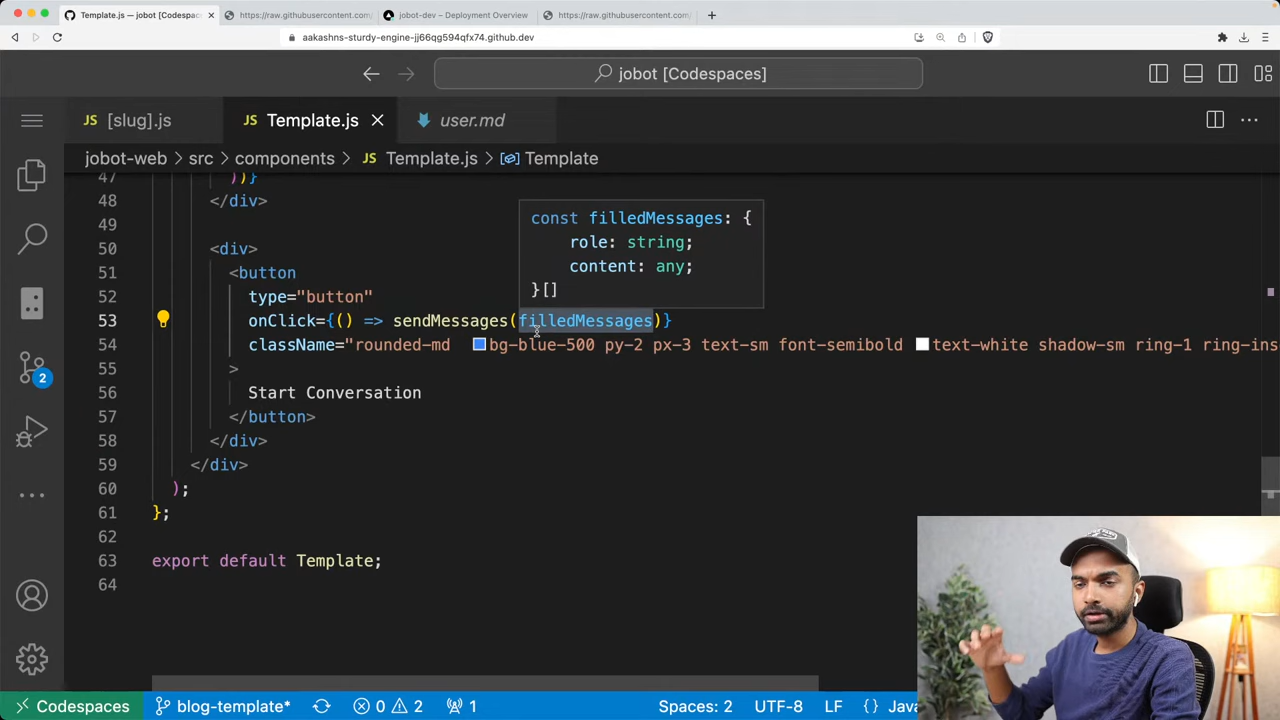 Template.js — jobot [Codespaces]
https://raw.githubusercontent.com/
jobot-dev – Deployment Overview
https://raw.githubusercontent.com/
aakashns-sturdy-engine-jj66qg594qfx74.github.dev
jobot [Codespaces]
JS [slug].js
JS Template.js
user.md
jobot-web > src > components > JS Template.js > Template
47 ))}
48 </div>
49
50 <div>
51 <button
52 type="button"
53 onClick={() => sendMessages(filledMessages)}
54 className="rounded-md bg-blue-500 py-2 px-3 text-sm font-semibold text-white shadow-sm ring-1 ring-ins
55 >
56 Start Conversation
57 </button>
58 </div>
59 </div>
60 );
61 };
62
63 export default Template;
64
const filledMessages: {
role: string;
content: any;
}[]
2
Codespaces
blog-template*
0
2
1
Spaces: 2
UTF-8
LF
{} Java